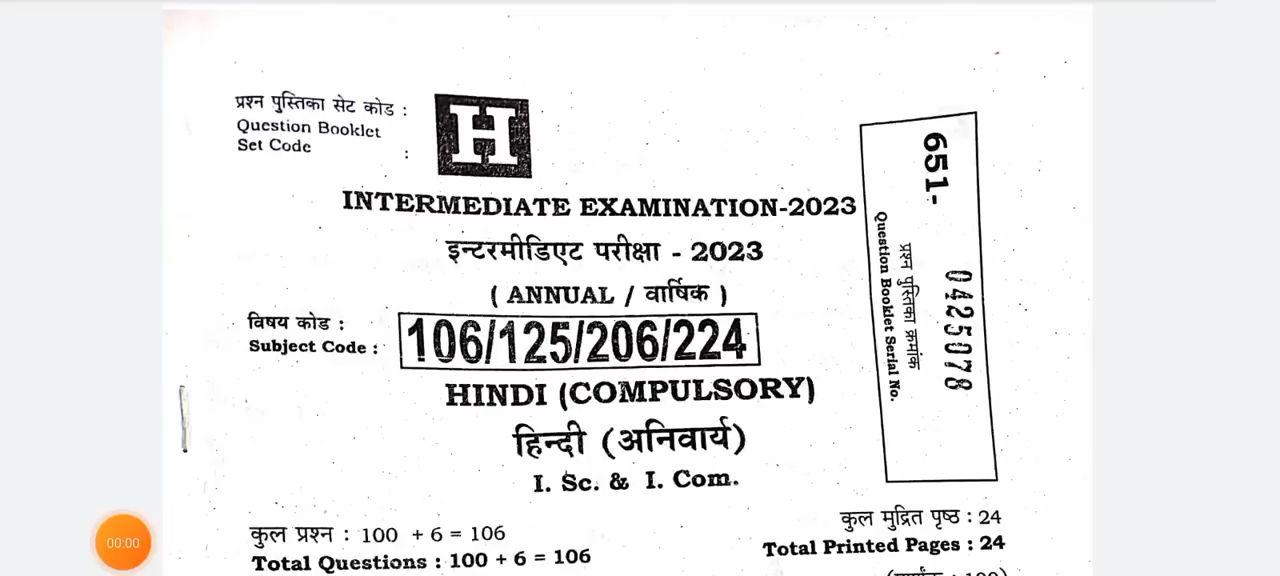 प्रश्न पुस्तिका सेट कोड :
Question Booklet
Set Code :
H
INTERMEDIATE EXAMINATION-2023
इन्टरमीडिएट परीक्षा - 2023
( ANNUAL / वार्षिक )
विषय कोड :
Subject Code :
106/125/206/224
HINDI (COMPULSORY)
हिन्दी (अनिवार्य)
I. Sc. & I. Com.
651-
0425078
प्रश्न पुस्तिका क्रमांक
Question Booklet Serial No.
कुल प्रश्न : 100 + 6 = 106
Total Questions : 100 + 6 = 106
कुल मुद्रित पृष्ठ : 24
Total Printed Pages : 24
00:00